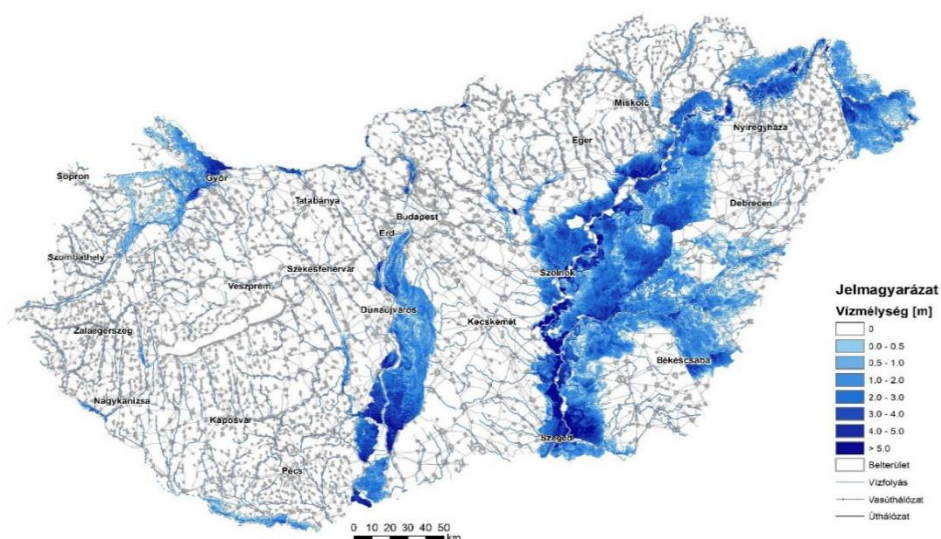 Miskolc
Eger
Nyíregyháza
Sopron
Győr
Tatabánya
Debrecen
Budapest
Érd
Szombathely
Székesfehérvár
Szolnok
Veszprém
Dunaújváros
Kecskemét
Zalaegerszeg
Békéscsaba
Nagykanizsa
Kaposvár
Szeged
Pécs
0 10 20 30 40 50
km
Jelmagyarázat
Vízmélység [m]
0
0.0 - 0.5
0.5 - 1.0
1.0 - 2.0
2.0 - 3.0
3.0 - 4.0
4.0 - 5.0
> 5.0
Belterület
Vízfolyás
Vasúthálózat
Úthálózat